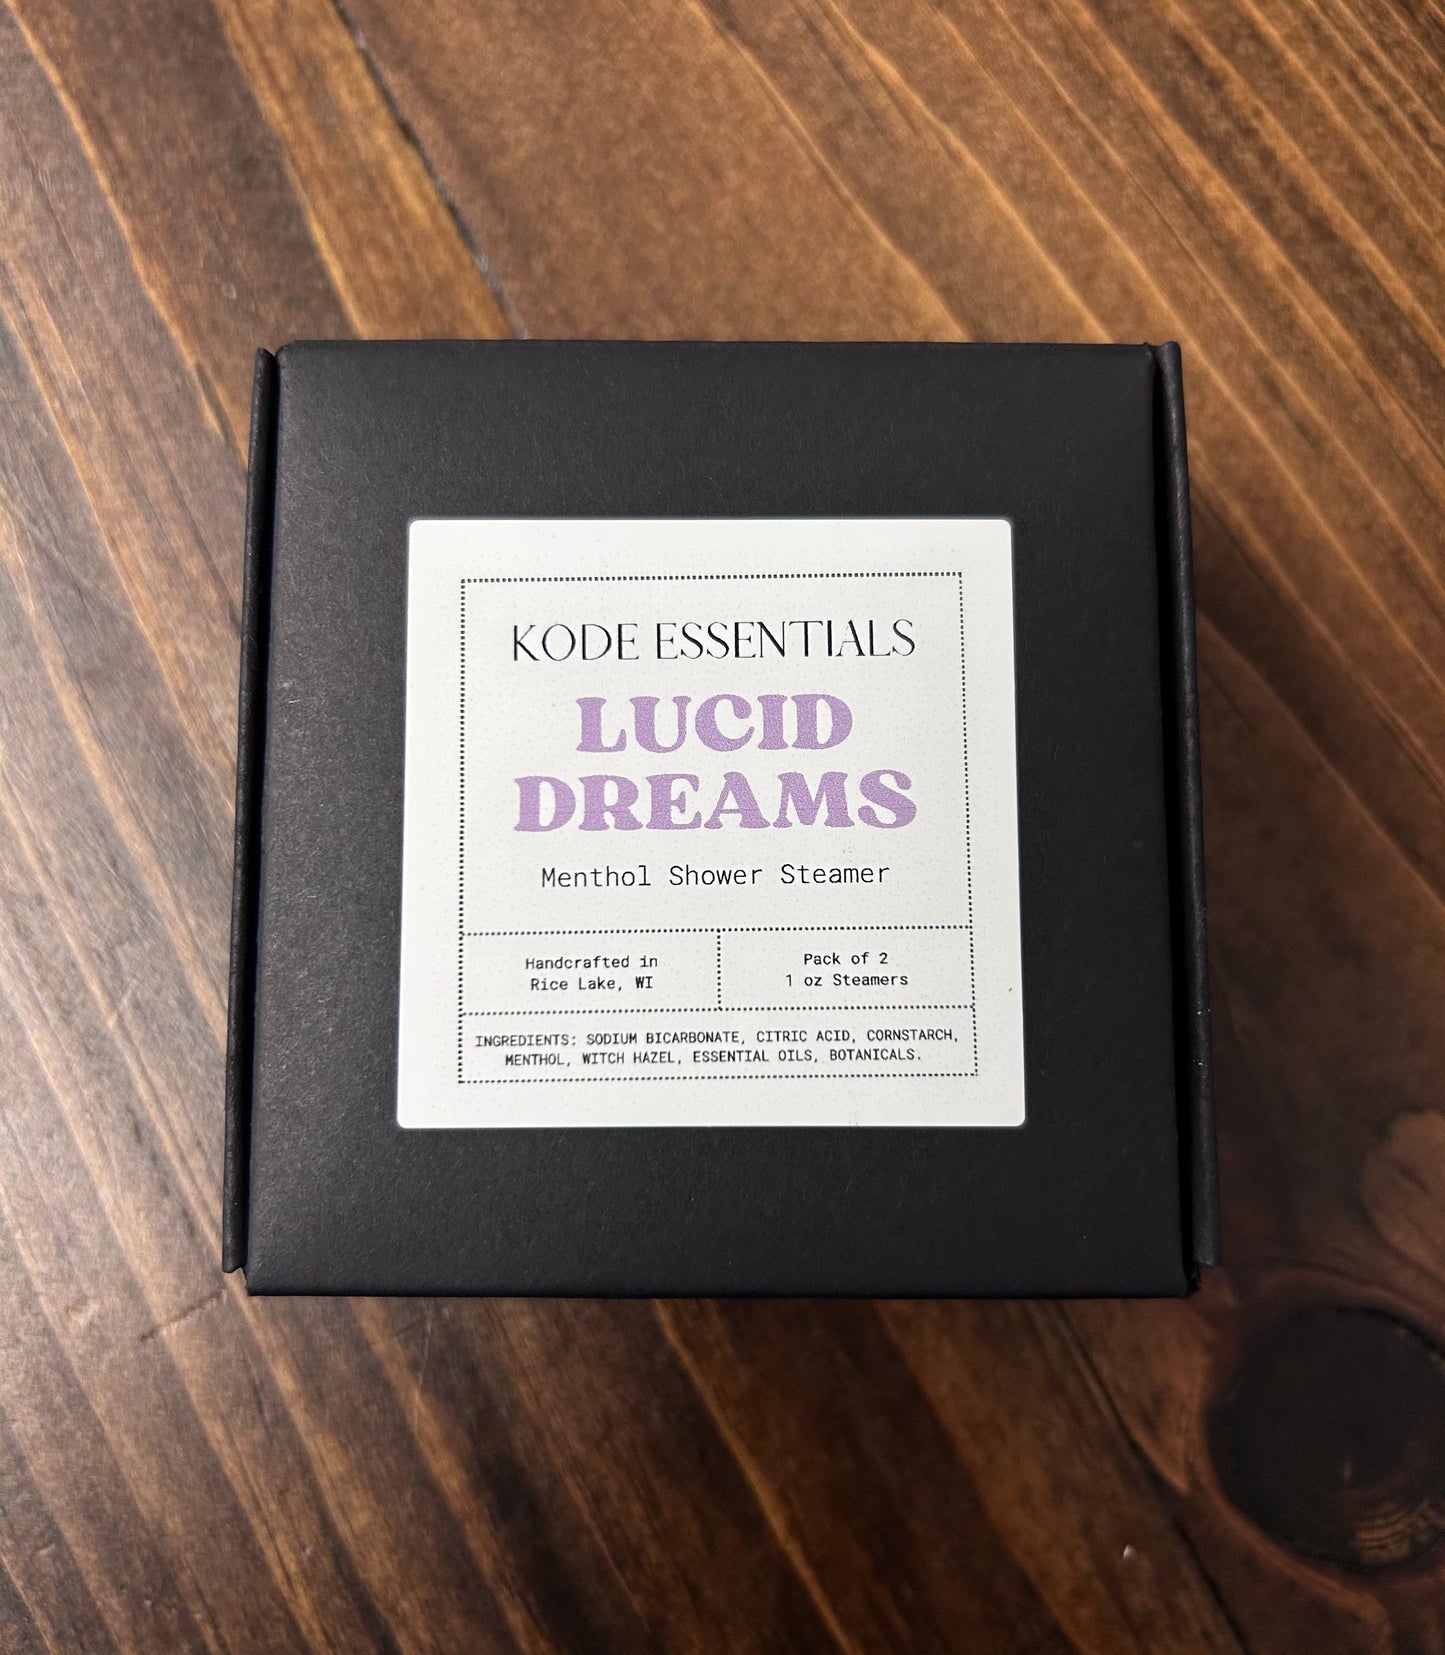 KODE ESSENTIALS
LUCID
DREAMS
Menthol Shower Steamer
Handcrafted in
Rice Lake, WI
Pack of 2
1 oz Steamers
INGREDIENTS: SODIUM BICARBONATE, CITRIC ACID, CORNSTARCH,
MENTHOL, WITCH HAZEL, ESSENTIAL OILS, BOTANICALS.